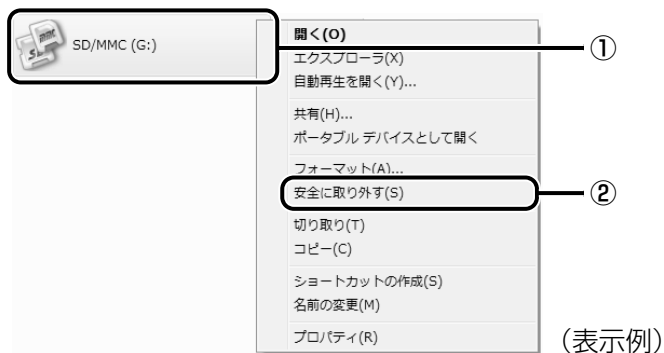 SD/MMC (G:)
①
開く(O)
エクスプローラ(X)
自動再生を開く(Y)...
共有(H)...
ポータブル デバイスとして開く
フォーマット(A)...
安全に取り外す(S)
②
切り取り(T)
コピー(C)
ショートカットの作成(S)
名前の変更(M)
プロパティ(R)
（表示例）